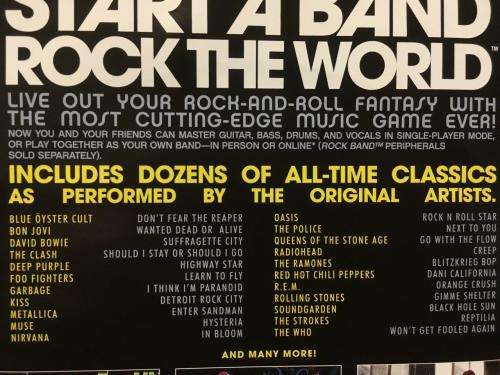 START A BAND
ROCK THE WORLD™
LIVE OUT YOUR ROCK-AND-ROLL FANTASY WITH
THE MOST CUTTING-EDGE MUSIC GAME EVER!
NOW YOU AND YOUR FRIENDS CAN MASTER GUITAR, BASS, DRUMS, AND VOCALS IN SINGLE-PLAYER MODE,
OR PLAY TOGETHER AS YOUR OWN BAND—IN PERSON OR ONLINE* (ROCK BAND™ PERIPHERALS
SOLD SEPARATELY).
INCLUDES DOZENS OF ALL-TIME CLASSICS
AS PERFORMED BY THE ORIGINAL ARTISTS.
BLUE ÖYSTER CULT DON'T FEAR THE REAPER
BON JOVI WANTED DEAD OR ALIVE
DAVID BOWIE SUFFRAGETTE CITY
THE CLASH SHOULD I STAY OR SHOULD I GO
DEEP PURPLE HIGHWAY STAR
FOO FIGHTERS LEARN TO FLY
GARBAGE I THINK I'M PARANOID
KISS DETROIT ROCK CITY
METALLICA ENTER SANDMAN
MUSE HYSTERIA
NIRVANA IN BLOOM
OASIS ROCK N ROLL STAR
THE POLICE NEXT TO YOU
QUEENS OF THE STONE AGE GO WITH THE FLOW
RADIOHEAD CREEP
THE RAMONES BLITZKRIEG BOP
RED HOT CHILI PEPPERS DANI CALIFORNIA
R.E.M. ORANGE CRUSH
ROLLING STONES GIMME SHELTER
SOUNDGARDEN BLACK HOLE SUN
THE STROKES REPTILIA
THE WHO WON'T GET FOOLED AGAIN
AND MANY MORE!